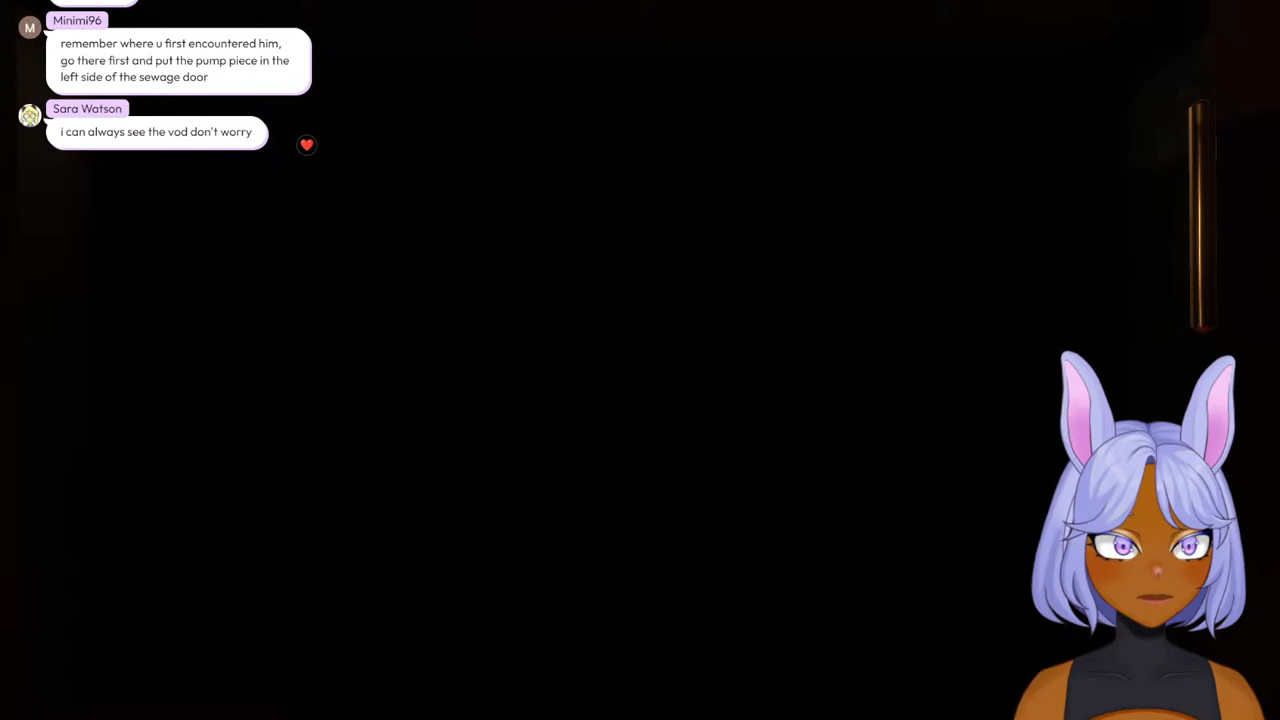 M
Minimi96
remember where u first encountered him,
go there first and put the pump piece in the
left side of the sewage door
Sara Watson
i can always see the vod don't worry